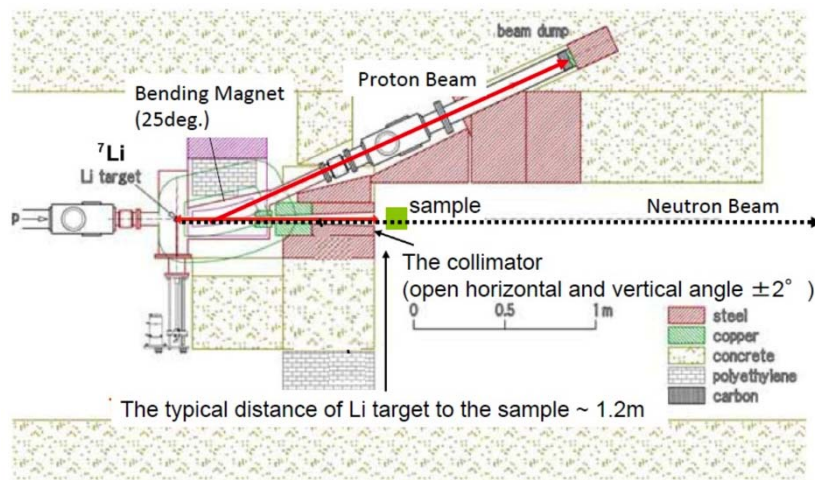 beam dump
Proton Beam
Bending Magnet
(25deg.)
⁷Li
Li target
P
sample
Neutron Beam
The collimator
(open horizontal and vertical angle ±2° )
0 0.5 1m
steel
copper
concrete
polyethylene
carbon
The typical distance of Li target to the sample ~ 1.2m